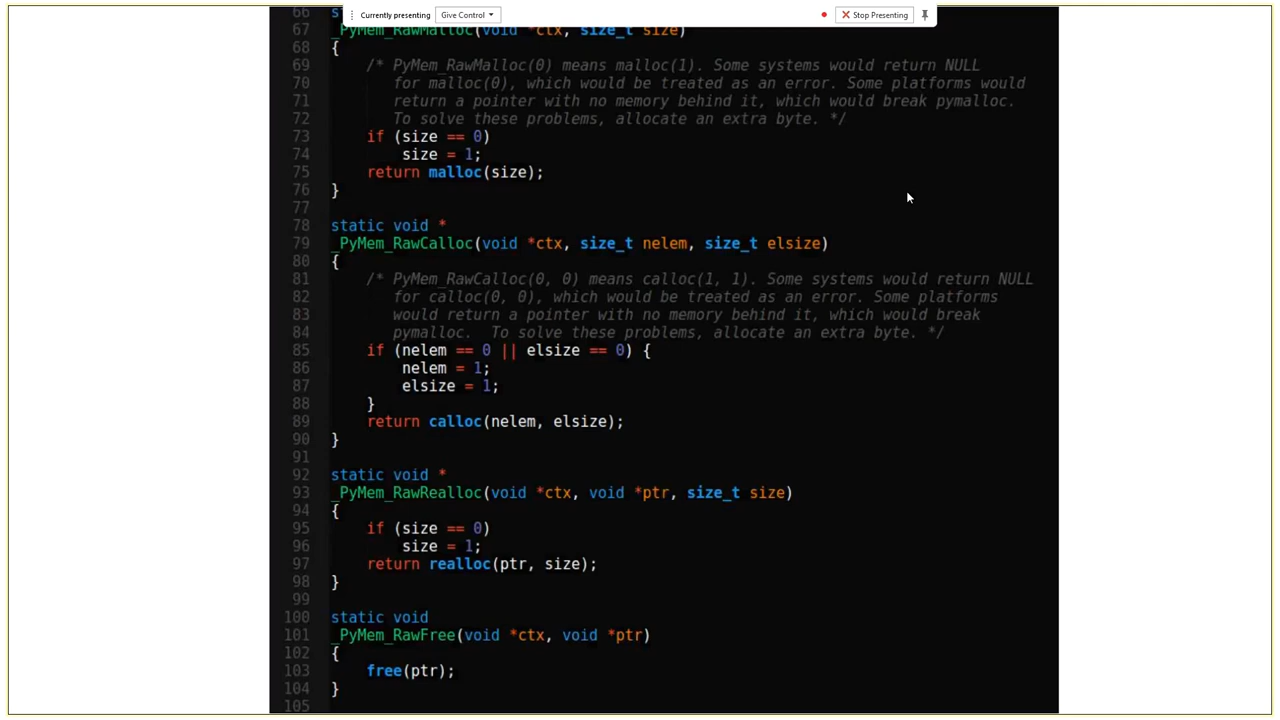 Currently presenting Give Control Stop Presenting
66
67 _PyMem_RawMalloc(void *ctx, size_t size)
68 {
69 /* PyMem_RawMalloc(0) means malloc(1). Some systems would return NULL
70 for malloc(0), which would be treated as an error. Some platforms would
71 return a pointer with no memory behind it, which would break pymalloc.
72 To solve these problems, allocate an extra byte. */
73 if (size == 0)
74 size = 1;
75 return malloc(size);
76 }
77
78 static void *
79 _PyMem_RawCalloc(void *ctx, size_t nelem, size_t elsize)
80 {
81 /* PyMem_RawCalloc(0, 0) means calloc(1, 1). Some systems would return NULL
82 for calloc(0, 0), which would be treated as an error. Some platforms
83 would return a pointer with no memory behind it, which would break
84 pymalloc. To solve these problems, allocate an extra byte. */
85 if (nelem == 0 || elsize == 0) {
86 nelem = 1;
87 elsize = 1;
88 }
89 return calloc(nelem, elsize);
90 }
91
92 static void *
93 _PyMem_RawRealloc(void *ctx, void *ptr, size_t size)
94 {
95 if (size == 0)
96 size = 1;
97 return realloc(ptr, size);
98 }
99
100 static void
101 _PyMem_RawFree(void *ctx, void *ptr)
102 {
103 free(ptr);
104 }
105